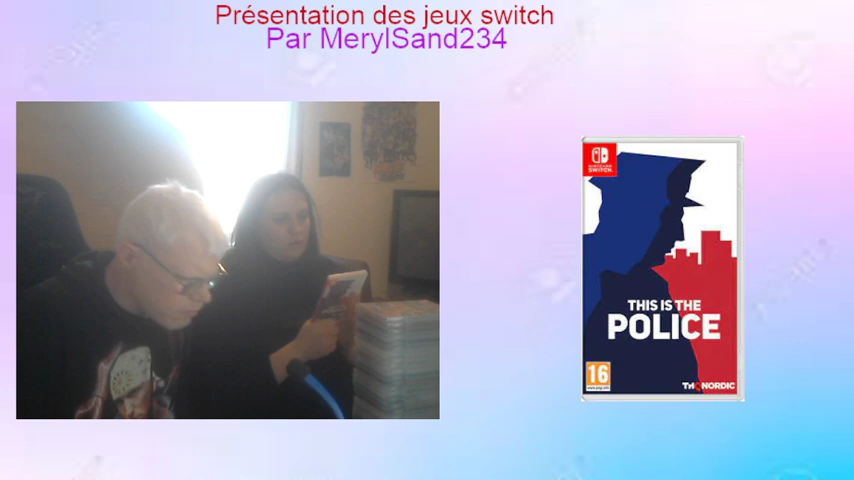 Présentation des jeux switch
Par MerylSand234
NINTENDO
SWITCH
THIS IS THE
POLICE
16
THQ NORDIC